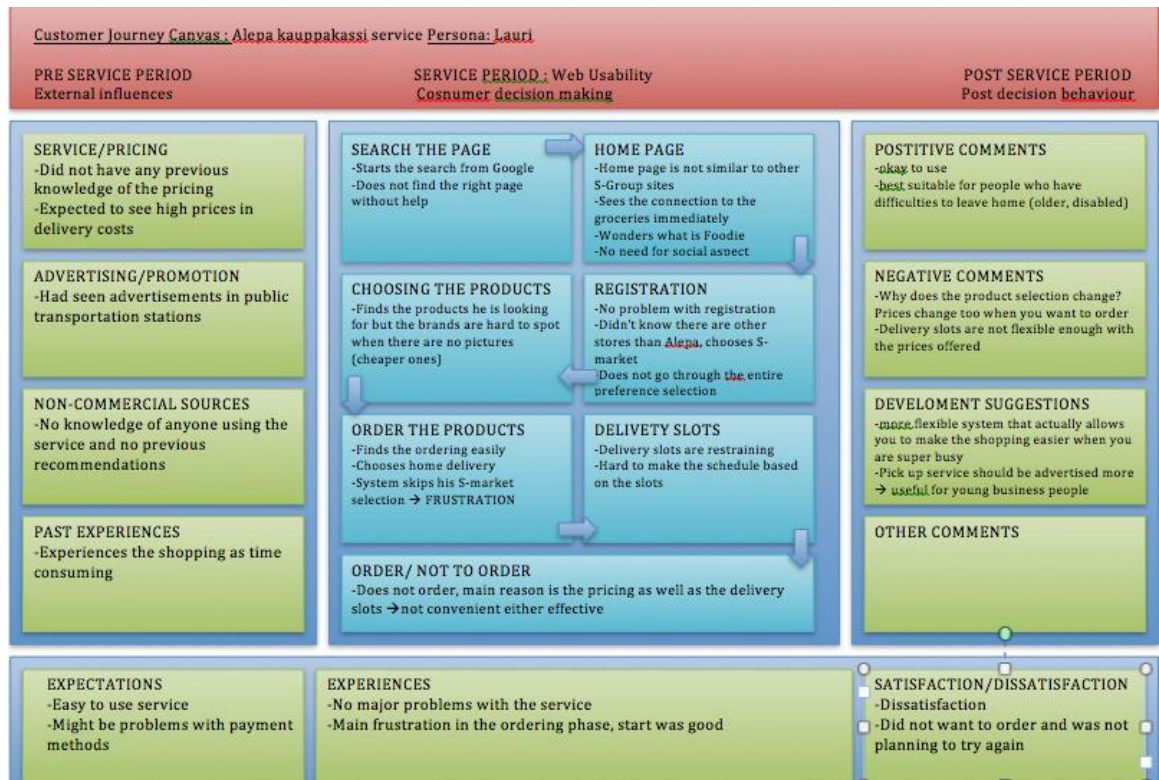 Customer Journey Canvas : Alepa kauppakassi service Persona: Lauri
PRE SERVICE PERIOD
External influences
SERVICE PERIOD : Web Usability
Cosnumer decision making
POST SERVICE PERIOD
Post decision behaviour
SERVICE/PRICING
-Did not have any previous
knowledge of the pricing
-Expected to see high prices in
delivery costs
ADVERTISING/PROMOTION
-Had seen advertisements in public
transportation stations
NON-COMMERCIAL SOURCES
-No knowledge of anyone using the
service and no previous
recommendations
PAST EXPERIENCES
-Experiences the shopping as time
consuming
SEARCH THE PAGE
-Starts the search from Google
-Does not find the right page
without help
HOME PAGE
-Home page is not similar to other
S-Group sites
-Sees the connection to the
groceries immediately
-Wonders what is Foodie
-No need for social aspect
REGISTRATION
-No problem with registration
-Didn't know there are other
stores than Alepa, chooses S-
market
-Does not go through the entire
preference selection
CHOOSING THE PRODUCTS
-Finds the products he is looking
for but the brands are hard to spot
when there are no pictures
(cheaper ones)
ORDER THE PRODUCTS
-Finds the ordering easily
-Chooses home delivery
-System skips his S-market
selection → FRUSTRATION
DELIVETY SLOTS
-Delivery slots are restraining
-Hard to make the schedule based
on the slots
ORDER/ NOT TO ORDER
-Does not order, main reason is the pricing as well as the delivery
slots →not convenient either effective
POSTITIVE COMMENTS
-okay to use
-best suitable for people who have
difficulties to leave home (older, disabled)
NEGATIVE COMMENTS
-Why does the product selection change?
Prices change too when you want to order
-Delivery slots are not flexible enough with
the prices offered
DEVELOMENT SUGGESTIONS
-more flexible system that actually allows
you to make the shopping easier when you
are super busy
-Pick up service should be advertised more
→ useful for young business people
OTHER COMMENTS
EXPECTATIONS
-Easy to use service
-Might be problems with payment
methods
EXPERIENCES
-No major problems with the service
-Main frustration in the ordering phase, start was good
SATISFACTION/DISSATISFACTION
-Dissatisfaction
-Did not want to order and was not
planning to try again